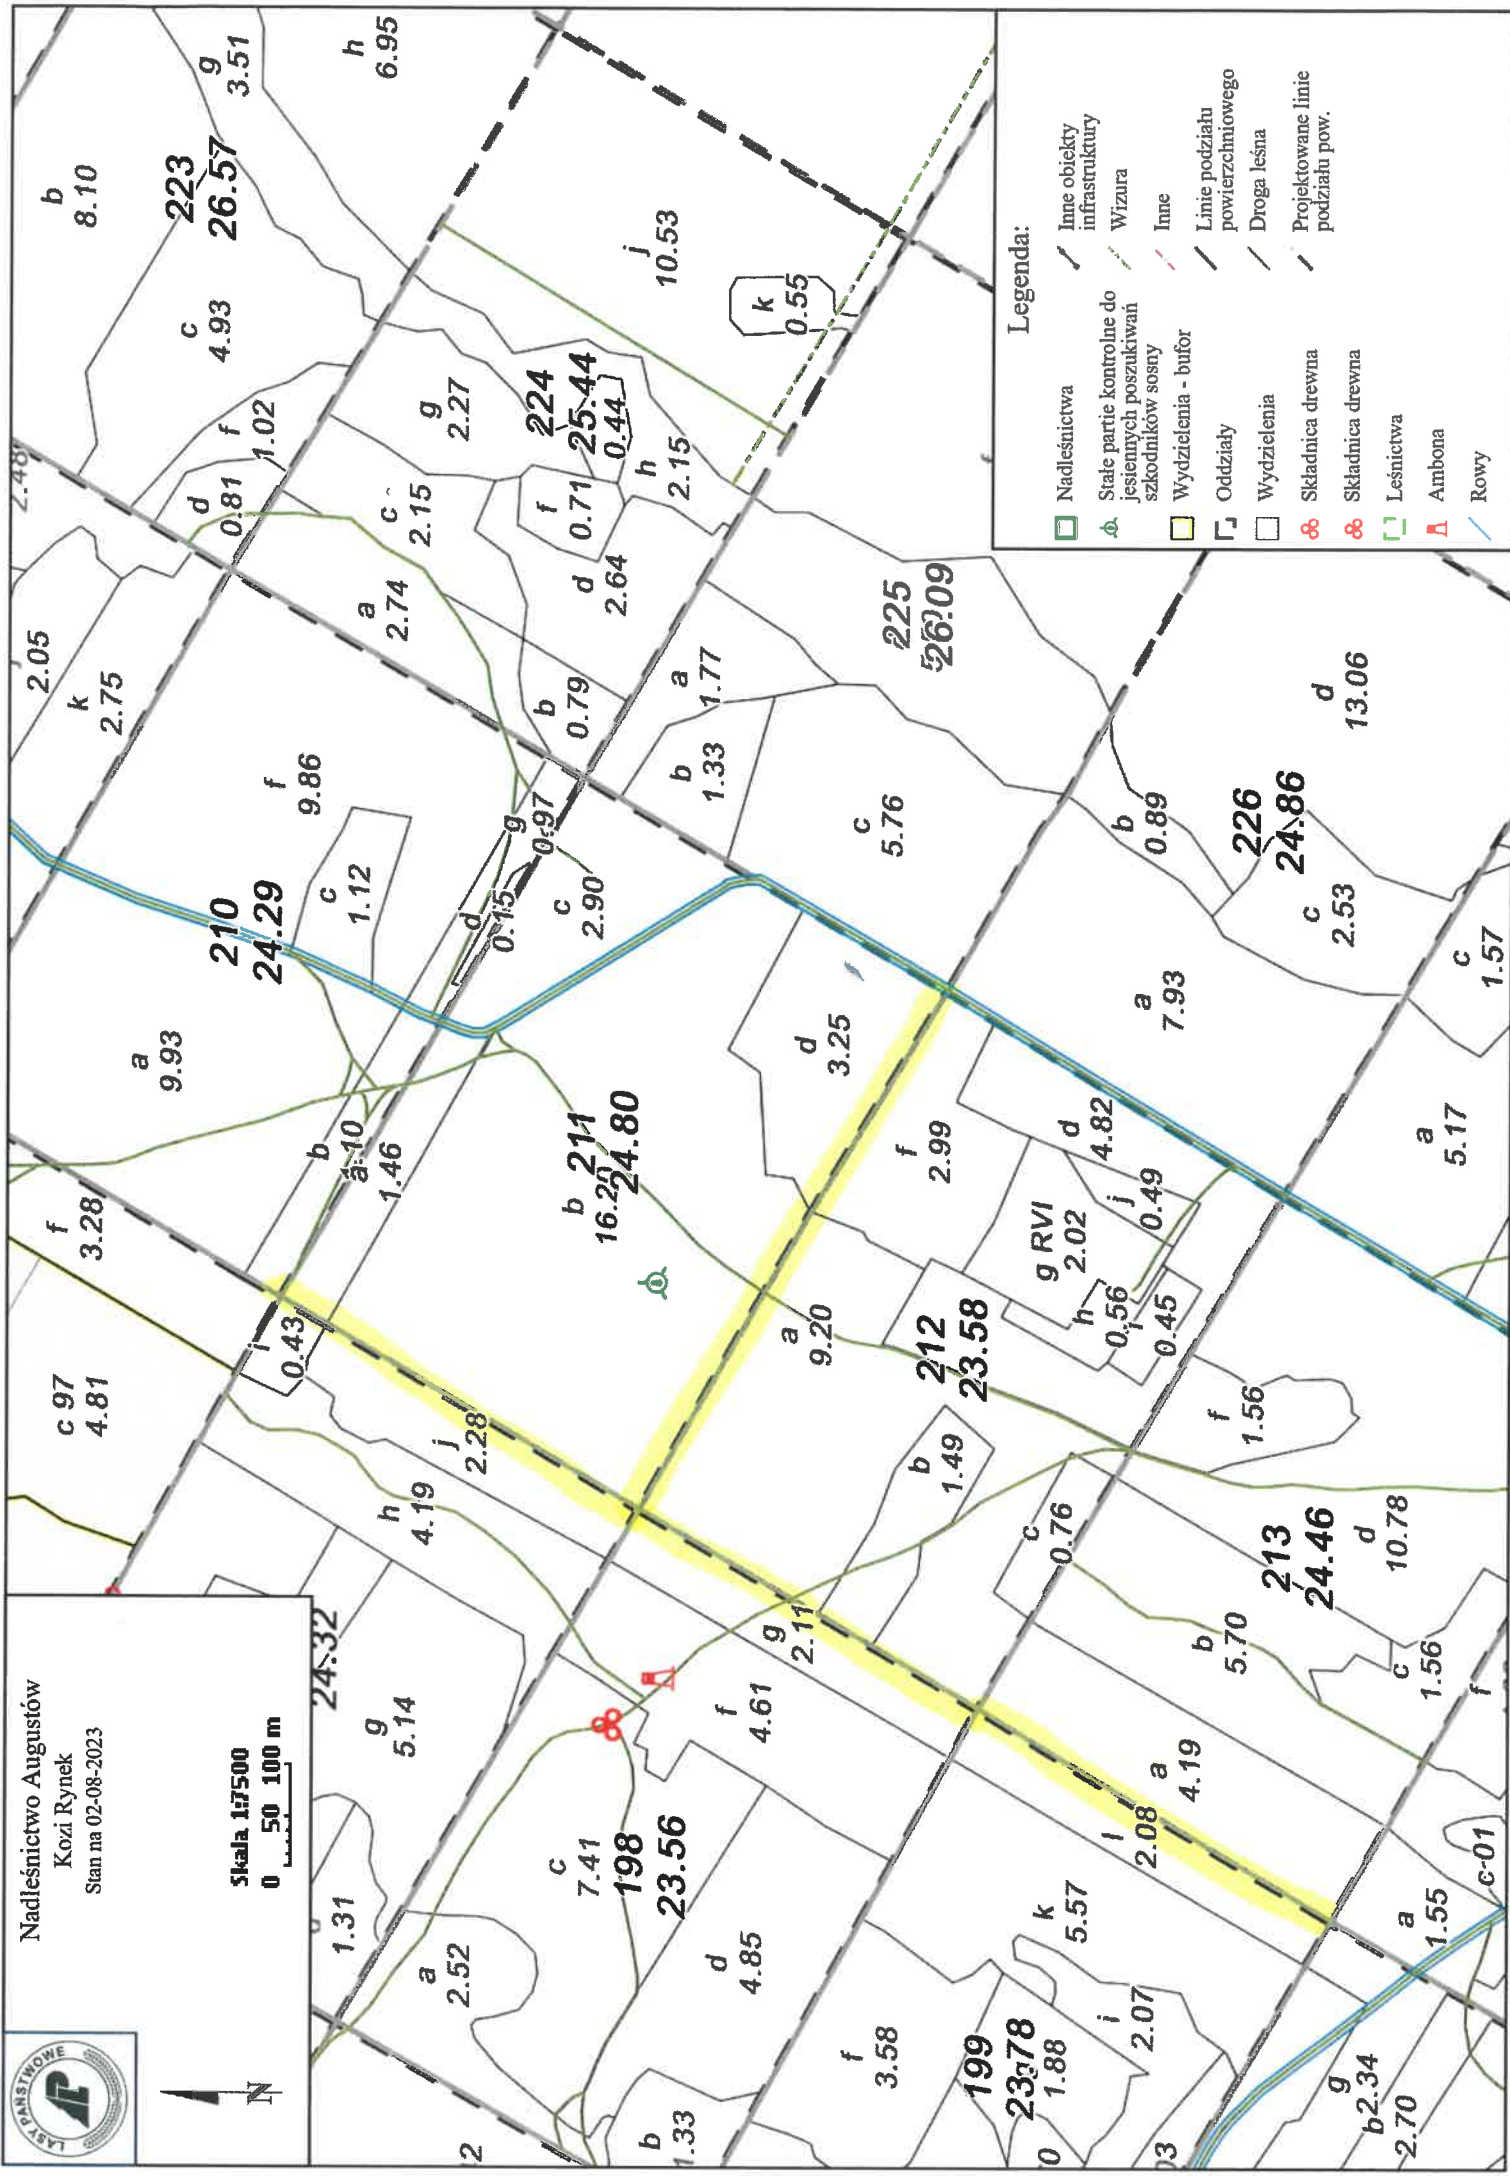 Nadleśnictwo Augustów
Kozi Rynek
Stan na 02-08-2023
Skala 1:7500
0 50 100 m
LASY PAŃSTWOWE
N
c 97
4.81
f
3.28
a
9.93
210
24.29
c
1.12
f
9.86
k
2.75
2.05
2.48
b
8.10
223
26.57
g
3.51
h
6.95
c
4.93
f
1.02
d
0.81
a
2.74
c
2.15
g
2.27
224
25.44
0.44
f
0.71
h
2.15
d
2.64
b
0.79
j
10.53
k
0.55
24.32
g
5.14
h
4.19
j
2.28
i
0.43
b
a
1.46
d
0.15
g
0.97
c
2.90
b
211
24.80
d
3.25
a
1.77
b
1.33
c
5.76
225
26.09
1.31
a
2.52
c
7.41
198
23.56
d
4.85
b
1.33
f
4.61
g
2.11
a
9.20
212
23.58
f
2.99
d
4.82
g RVI
2.02
j
0.49
h
0.56
0.45
b
1.49
c
0.76
f
1.56
a
7.93
b
0.89
226
24.86
c
2.53
d
13.06
c
1.57
a
5.17
f
3.58
199
23.78
1.88
i
2.07
k
5.57
l
2.08
a
4.19
b
5.70
213
24.46
d
10.78
c
1.56
f
g
2.34
b
2.70
a
1.55
c-01
Legenda:
Nadleśnictwa
Stałe partie kontrolne do
jesiennych poszukiwań
szkodników sosny
Wydzielenia - bufor
Oddziały
Wydzielenia
Składnica drewna
Składnica drewna
Leśnictwa
Ambona
Rowy
Inne obiekty
infrastruktury
Wizura
Inne
Linie podziału
powierzchniowego
Droga leśna
Projektowane linie
podziału pow.